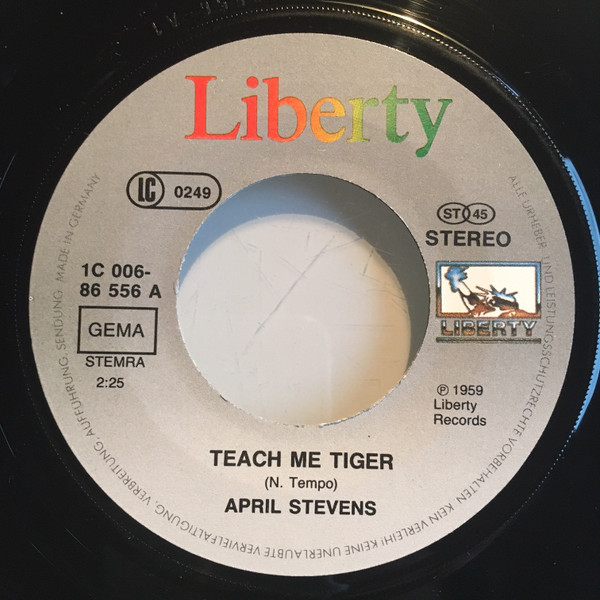 Liberty
LC 0249
ST 45
STEREO
1C 006-
86 556 A
GEMA
STEMRA
2:25
LIBERTY
℗ 1959
Liberty
Records
TEACH ME TIGER
(N. Tempo)
APRIL STEVENS
ALLE URHEBER- UND LEISTUNGSSCHUTZRECHTE VORBEHALTEN KEIN VERLEIH! KEINE UNERLAUBTE VERVIELFÄLTIGUNG, VERBREITUNG, AUFFÜHRUNG, SENDUNG. MADE IN GERMANY